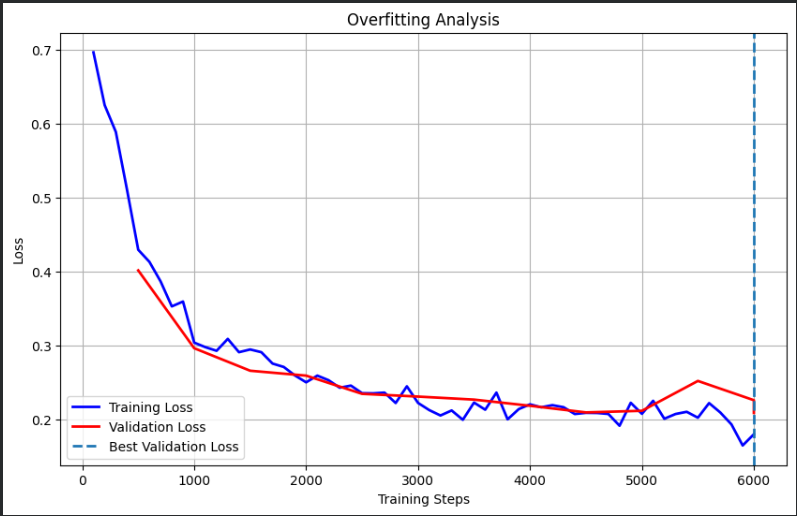 Overfitting Analysis
0.7
0.6
0.5
0.4
0.3
0.2
Loss
Training Loss
Validation Loss
Best Validation Loss
0
1000
2000
3000
4000
5000
6000
Training Steps